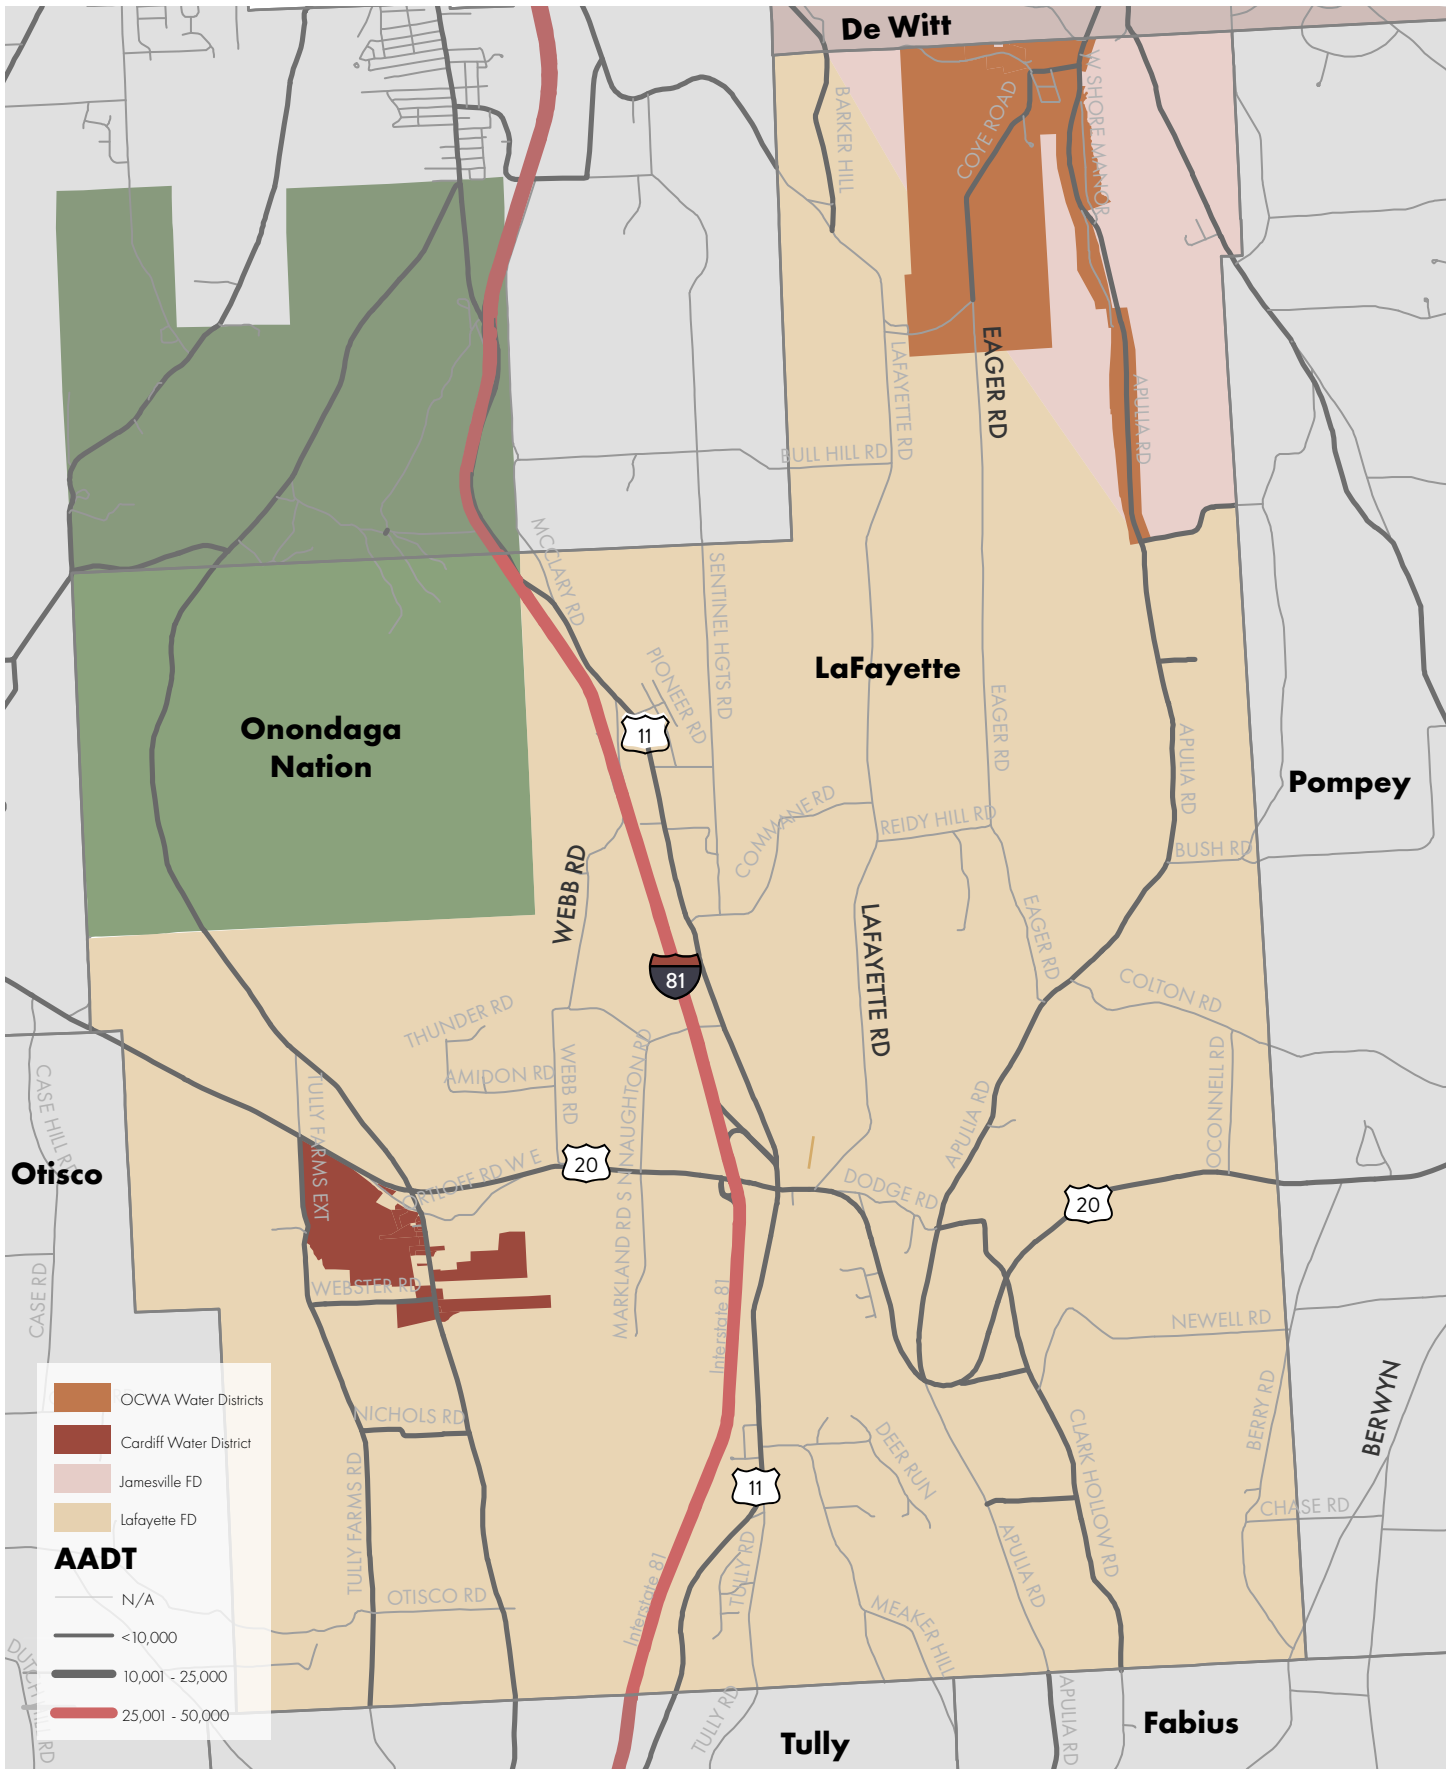 De Witt
W SHORE MANOR
BARKER HILL
COYE ROAD
EAGER RD
LAFAYETTE RD
APULIA RD
BULL HILL RD
MCCLARY RD
SENTINEL HGTS RD
PIONEER RD
LaFayette
Onondaga
Nation
11
EAGER RD
APULIA RD
Pompey
COMMANE RD
REIDY HILL RD
BUSH RD
WEBB RD
LAFAYETTE RD
EAGER RD
81
COLTON RD
THUNDER RD
AMIDON RD
WEBB RD
MARKLAND RD S N NAUGHTON RD
OCONNELL RD
CASE HILL RD
TULLY FARMS EXT
APULIA RD
Otisco
ORTLOFF RD W E
20
DODGE RD
20
CASE RD
WEBSTER RD
Interstate 81
NEWELL RD
BERRY RD
BERWYN
NICHOLS RD
DEER RUN
CLARK HOLLOW RD
11
CHASE RD
TULLY FARMS RD
OTISCO RD
Interstate 81
TULLY RD
APULIA RD
MEAKER HILL
TULLY RD
APULIA RD
Tully
Fabius
OCWA Water Districts
Cardiff Water District
Jamesville FD
Lafayette FD
AADT
N/A
<10,000
10,001 - 25,000
25,001 - 50,000